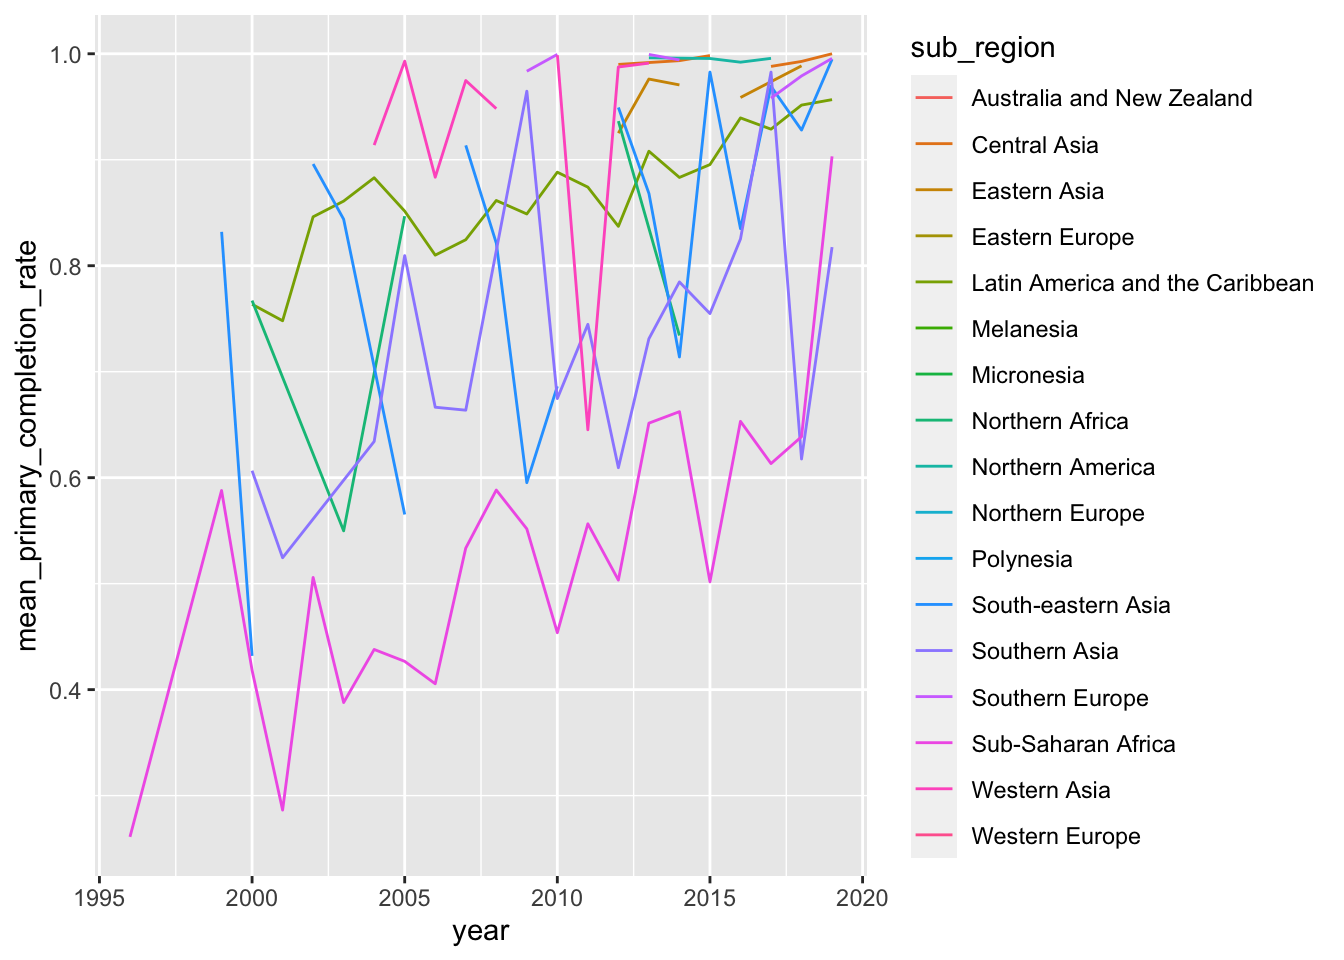 mean_primary_completion_rate
1.0
0.8
0.6
0.4
1995 2000 2005 2010 2015 2020
year
sub_region
Australia and New Zealand
Central Asia
Eastern Asia
Eastern Europe
Latin America and the Caribbean
Melanesia
Micronesia
Northern Africa
Northern America
Northern Europe
Polynesia
South-eastern Asia
Southern Asia
Southern Europe
Sub-Saharan Africa
Western Asia
Western Europe